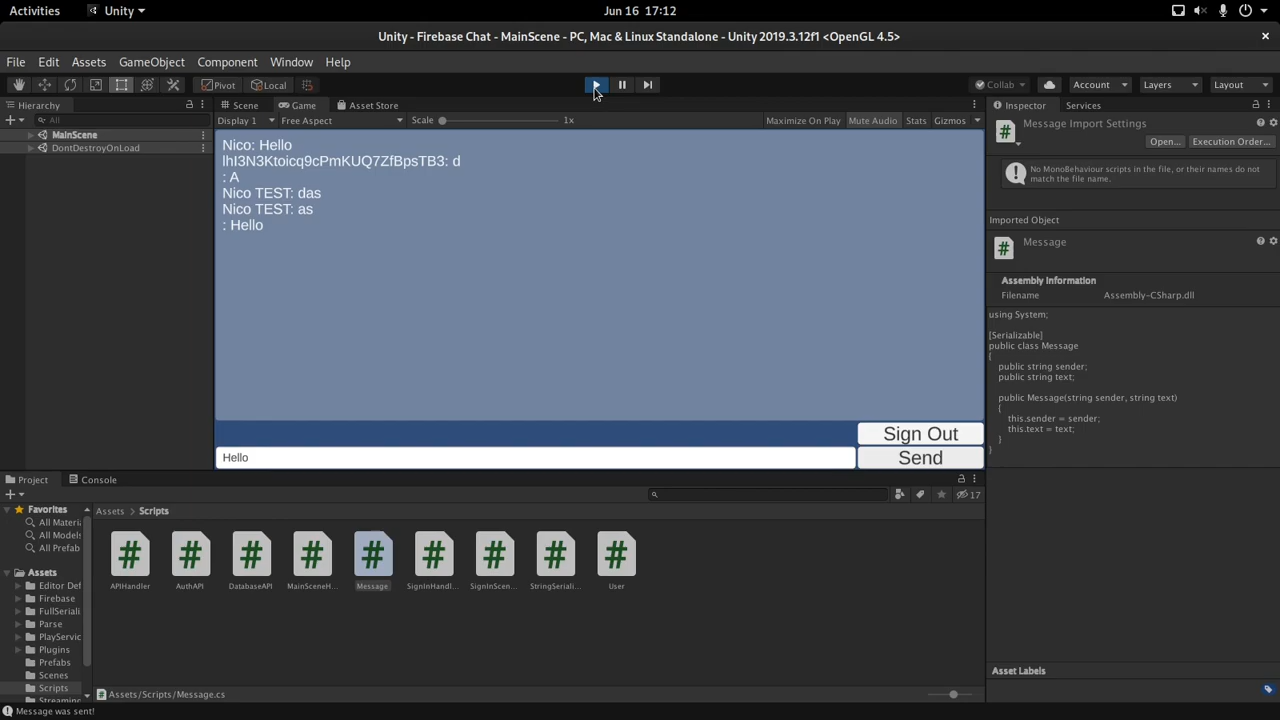 Activities
Unity
Jun 16 17:12
Unity - Firebase Chat - MainScene - PC, Mac & Linux Standalone - Unity 2019.3.12f1 <OpenGL 4.5>
File Edit Assets GameObject Component Window Help
Pivot Local
Collab
Account
Layers
Layout
Hierarchy
All
MainScene
DontDestroyOnLoad
Scene Game Asset Store
Display 1 Free Aspect Scale 1x Maximize On Play Mute Audio Stats Gizmos
Nico: Hello
lhI3N3Ktoicq9cPmKUQ7ZfBpsTB3: d
: A
Nico TEST: das
Nico TEST: as
: Hello
Sign Out
Hello
Send
Inspector Services
Message Import Settings
Open... Execution Order...
No MonoBehaviour scripts in the file, or their names do not
match the file name.
Imported Object
Message
Assembly Information
Filename Assembly-CSharp.dll
using System;
[Serializable]
public class Message
{
public string sender;
public string text;
public Message(string sender, string text)
{
this.sender = sender;
this.text = text;
}
}
Asset Labels
Project Console
17
Favorites
All Materi
All Models
All Prefab
Assets
Editor Def
Firebase
FullSeriali
Parse
PlayServic
Plugins
Prefabs
Scenes
Scripts
Streaming
Assets Scripts
APIHandler
AuthAPI
DatabaseAPI
MainSceneH...
Message
SignInHandl...
SignInScen...
StringSeriali...
User
Assets/Scripts/Message.cs
Message was sent!